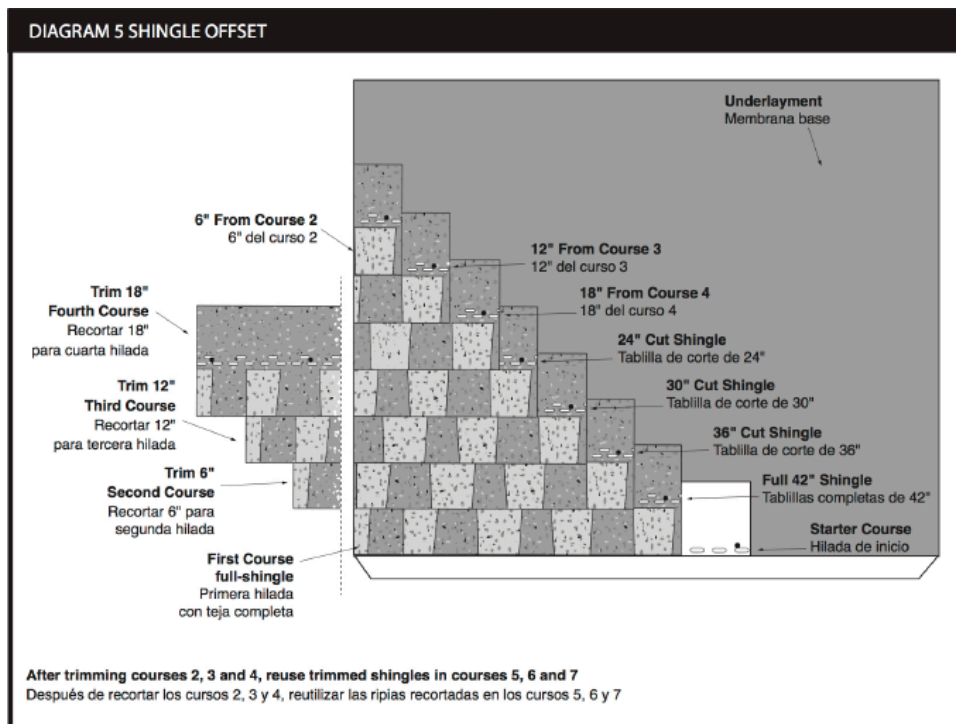 DIAGRAM 5 SHINGLE OFFSET
Underlayment
Membrana base
6" From Course 2
6" del curso 2
12" From Course 3
12" del curso 3
Trim 18"
Fourth Course
Recortar 18"
para cuarta hilada
18" From Course 4
18" del curso 4
24" Cut Shingle
Tablilla de corte de 24"
Trim 12"
Third Course
Recortar 12"
para tercera hilada
30" Cut Shingle
Tablilla de corte de 30"
36" Cut Shingle
Tablilla de corte de 36"
Trim 6"
Second Course
Recortar 6" para
segunda hilada
Full 42" Shingle
Tablillas completas de 42"
Starter Course
Hilada de inicio
First Course
full-shingle
Primera hilada
con teja completa
After trimming courses 2, 3 and 4, reuse trimmed shingles in courses 5, 6 and 7
Después de recortar los cursos 2, 3 y 4, reutilizar las ripias recortadas en los cursos 5, 6 y 7